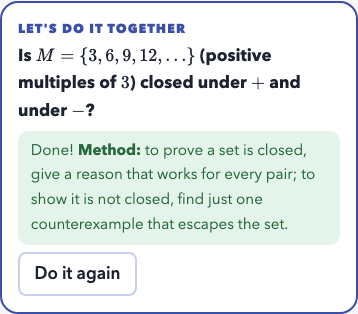 LET'S DO IT TOGETHER
Is M = {3, 6, 9, 12, …} (positive
multiples of 3) closed under + and
under −?
Done! Method: to prove a set is closed,
give a reason that works for every pair; to
show it is not closed, find just one
counterexample that escapes the set.
Do it again